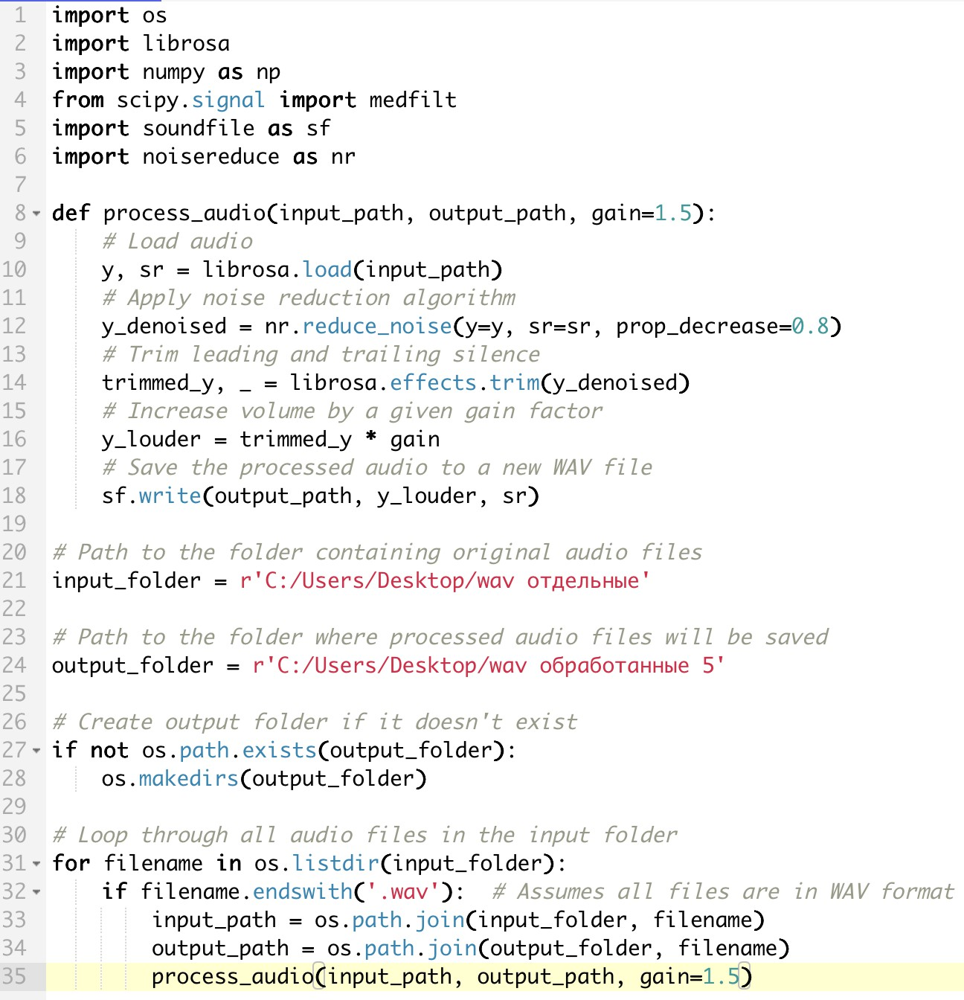 1 import os
2 import librosa
3 import numpy as np
4 from scipy.signal import medfilt
5 import soundfile as sf
6 import noisereduce as nr
7
8 def process_audio(input_path, output_path, gain=1.5):
9     # Load audio
10     y, sr = librosa.load(input_path)
11     # Apply noise reduction algorithm
12     y_denoised = nr.reduce_noise(y=y, sr=sr, prop_decrease=0.8)
13     # Trim leading and trailing silence
14     trimmed_y, _ = librosa.effects.trim(y_denoised)
15     # Increase volume by a given gain factor
16     y_louder = trimmed_y * gain
17     # Save the processed audio to a new WAV file
18     sf.write(output_path, y_louder, sr)
19
20 # Path to the folder containing original audio files
21 input_folder = r'C:/Users/Desktop/wav отдельные'
22
23 # Path to the folder where processed audio files will be saved
24 output_folder = r'C:/Users/Desktop/wav обработанные 5'
25
26 # Create output folder if it doesn't exist
27 if not os.path.exists(output_folder):
28     os.makedirs(output_folder)
29
30 # Loop through all audio files in the input folder
31 for filename in os.listdir(input_folder):
32     if filename.endswith('.wav'):  # Assumes all files are in WAV format
33         input_path = os.path.join(input_folder, filename)
34         output_path = os.path.join(output_folder, filename)
35         process_audio(input_path, output_path, gain=1.5)